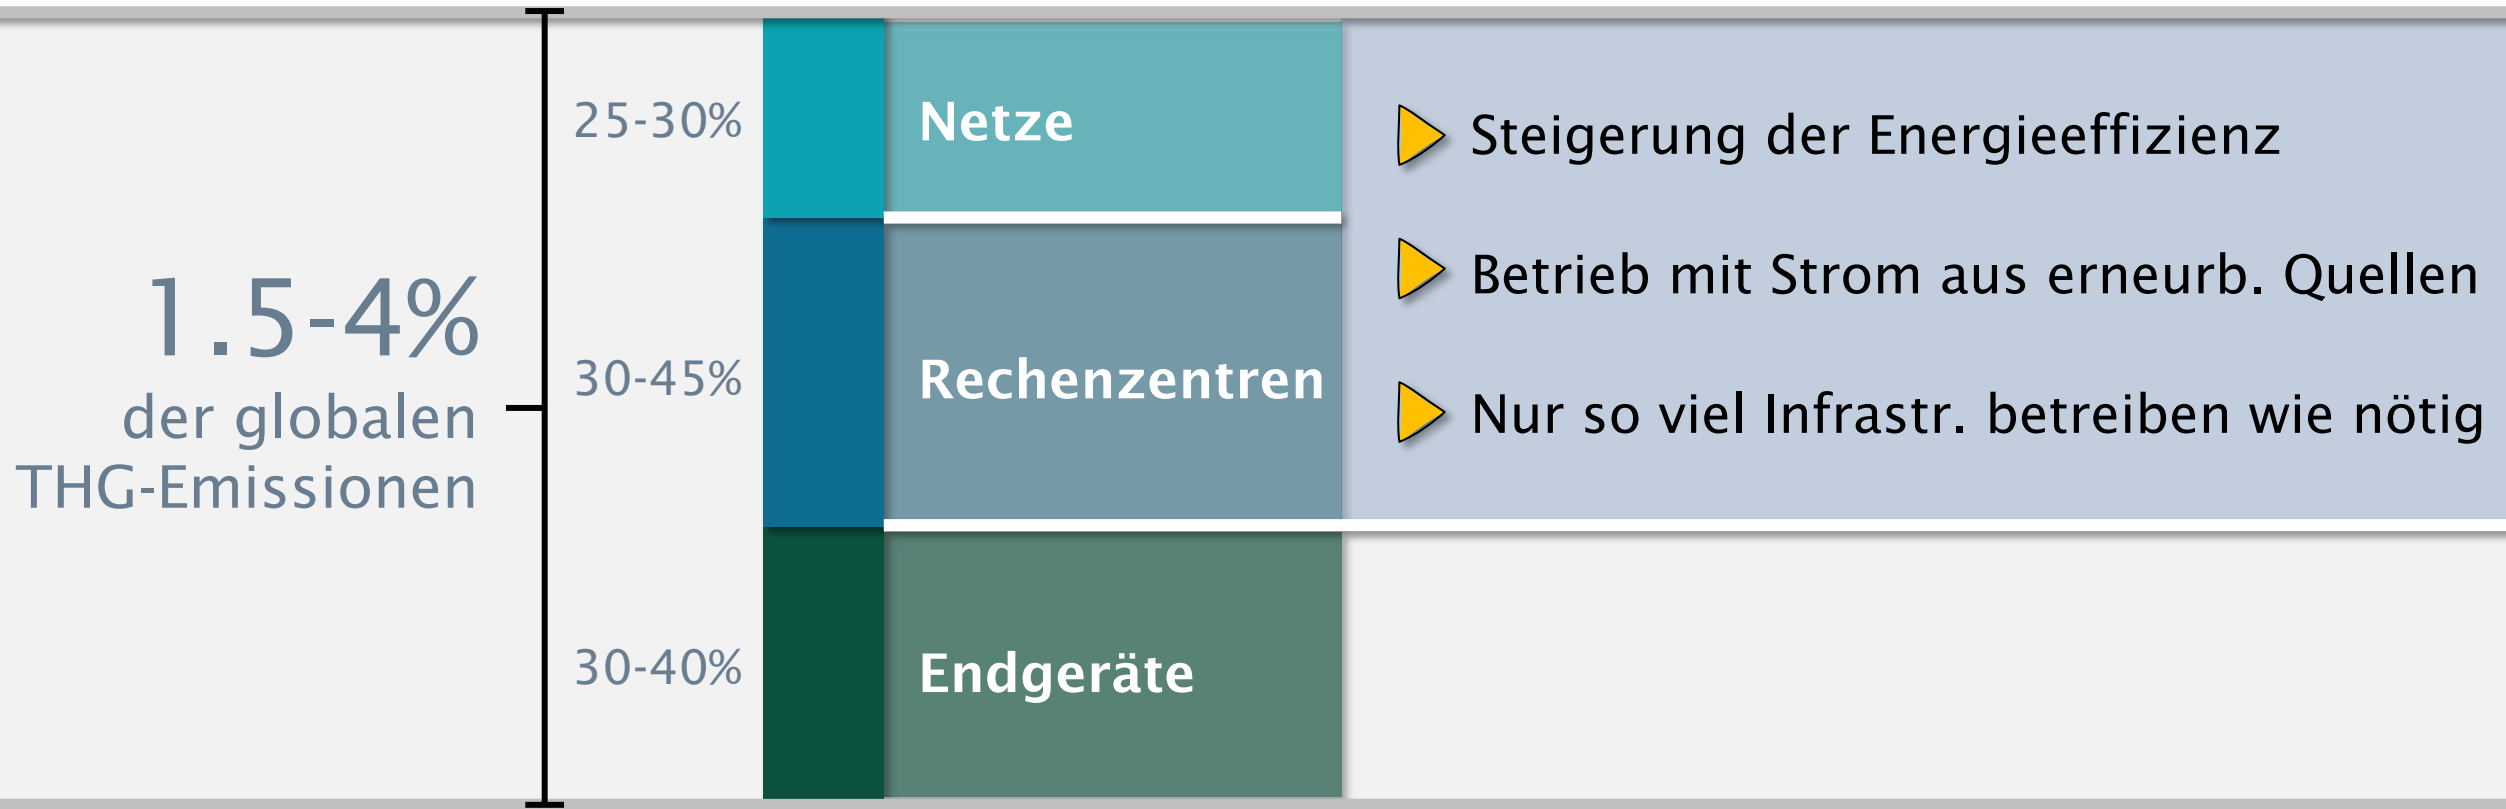 1.5-4%
der globalen
THG-Emissionen
25-30%
Netze
30-45%
Rechenzentren
30-40%
Endgeräte
Steigerung der Energieeffizienz
Betrieb mit Strom aus erneurb. Quellen
Nur so viel Infrastr. betreiben wie nötig